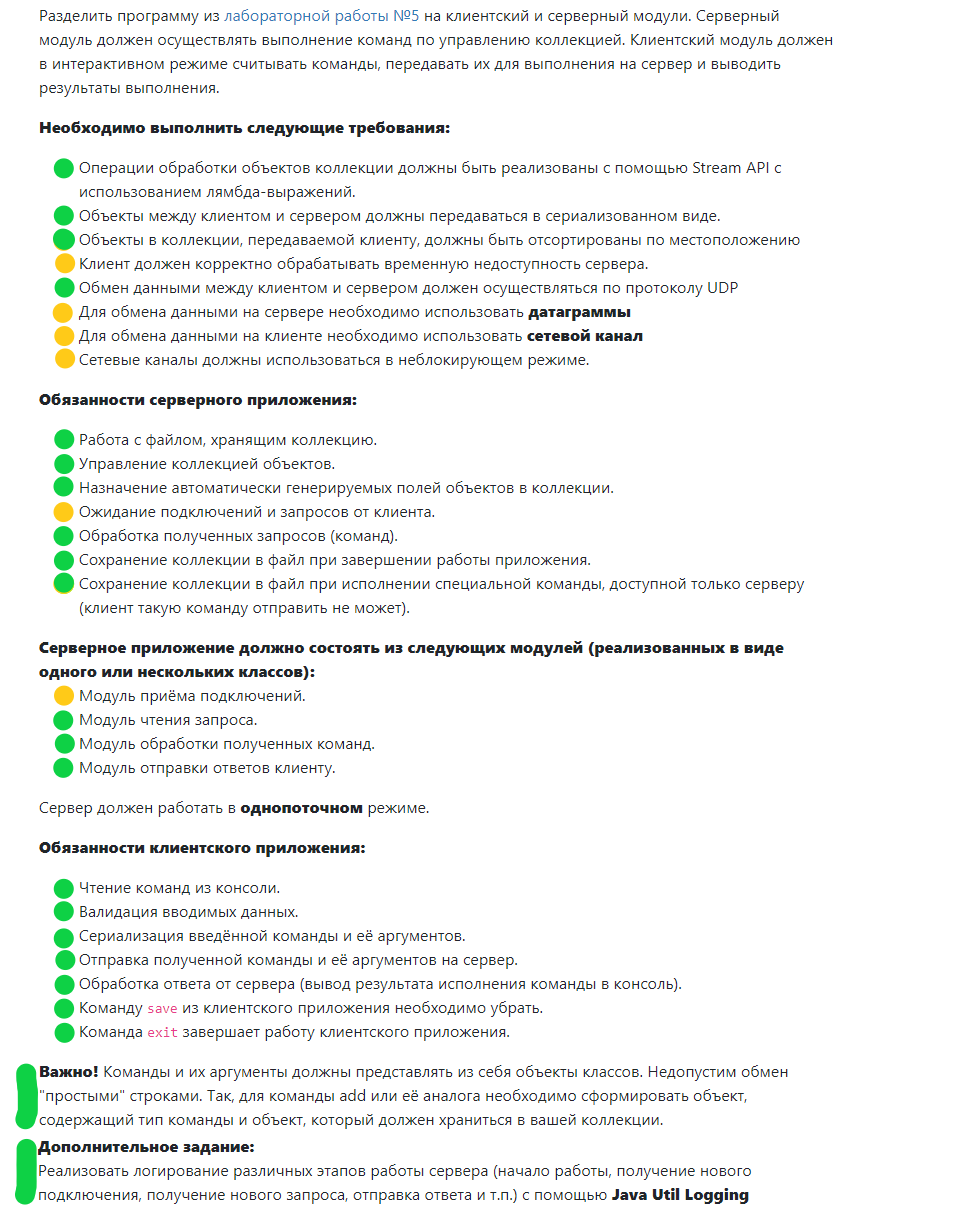 Разделить программу из лабораторной работы №5 на клиентский и серверный модули. Серверный
модуль должен осуществлять выполнение команд по управлению коллекцией. Клиентский модуль должен
в интерактивном режиме считывать команды, передавать их для выполнения на сервер и выводить
результаты выполнения.
Необходимо выполнить следующие требования:
Операции обработки объектов коллекции должны быть реализованы с помощью Stream API с
использованием лямбда-выражений.
Объекты между клиентом и сервером должны передаваться в сериализованном виде.
Объекты в коллекции, передаваемой клиенту, должны быть отсортированы по местоположению
Клиент должен корректно обрабатывать временную недоступность сервера.
Обмен данными между клиентом и сервером должен осуществляться по протоколу UDP
Для обмена данными на сервере необходимо использовать датаграммы
Для обмена данными на клиенте необходимо использовать сетевой канал
Сетевые каналы должны использоваться в неблокирующем режиме.
Обязанности серверного приложения:
Работа с файлом, хранящим коллекцию.
Управление коллекцией объектов.
Назначение автоматически генерируемых полей объектов в коллекции.
Ожидание подключений и запросов от клиента.
Обработка полученных запросов (команд).
Сохранение коллекции в файл при завершении работы приложения.
Сохранение коллекции в файл при исполнении специальной команды, доступной только серверу
(клиент такую команду отправить не может).
Серверное приложение должно состоять из следующих модулей (реализованных в виде
одного или нескольких классов):
Модуль приёма подключений.
Модуль чтения запроса.
Модуль обработки полученных команд.
Модуль отправки ответов клиенту.
Сервер должен работать в однопоточном режиме.
Обязанности клиентского приложения:
Чтение команд из консоли.
Валидация вводимых данных.
Сериализация введённой команды и её аргументов.
Отправка полученной команды и её аргументов на сервер.
Обработка ответа от сервера (вывод результата исполнения команды в консоль).
Команду save из клиентского приложения необходимо убрать.
Команда exit завершает работу клиентского приложения.
Важно! Команды и их аргументы должны представлять из себя объекты классов. Недопустим обмен
"простыми" строками. Так, для команды add или её аналога необходимо сформировать объект,
содержащий тип команды и объект, который должен храниться в вашей коллекции.
Дополнительное задание:
Реализовать логирование различных этапов работы сервера (начало работы, получение нового
подключения, получение нового запроса, отправка ответа и т.п.) с помощью Java Util Logging